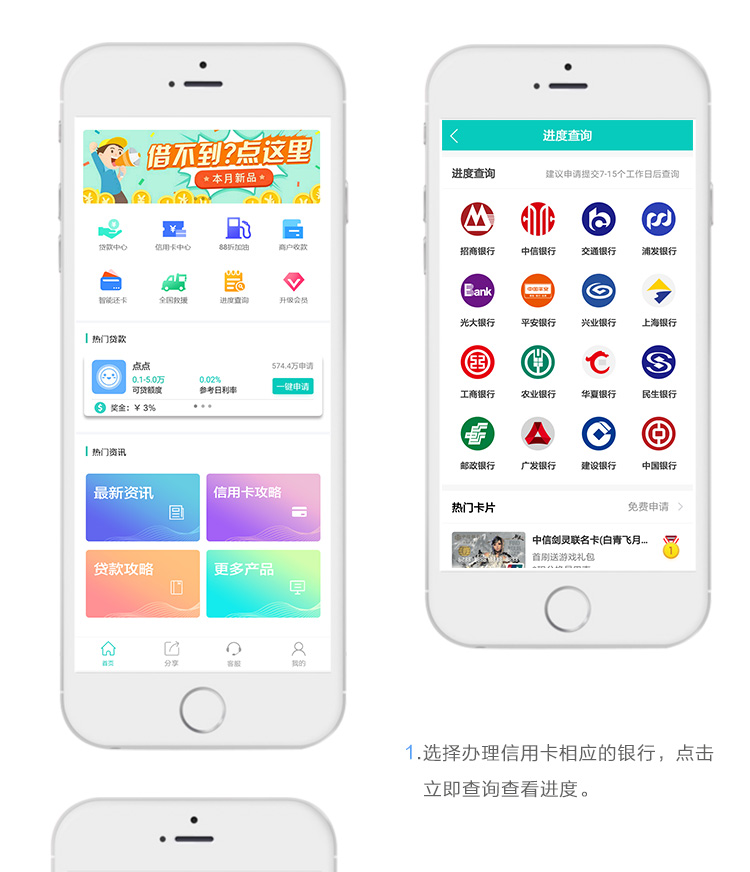 借不到?点这里
本月新品
贷款中心
信用卡中心
88折加油
商户收款
智能还卡
全国救援
进度查询
升级会员
热门贷款
点点
574.4万申请
0.1-5.0万
0.02%
可贷额度
参考日利率
一键申请
奖金：￥3%
热门资讯
最新资讯
信用卡攻略
贷款攻略
更多产品
首页
分享
客服
我的
进度查询
进度查询
建议申请提交7-15个工作日后查询
招商银行
中信银行
交通银行
浦发银行
Bank
中国平安
光大银行
平安银行
兴业银行
上海银行
工商银行
农业银行
华夏银行
民生银行
邮政银行
广发银行
建设银行
中国银行
热门卡片
免费申请
中信剑灵联名卡(白青飞月...
首刷送游戏礼包
1
1.选择办理信用卡相应的银行，点击
立即查询查看进度。